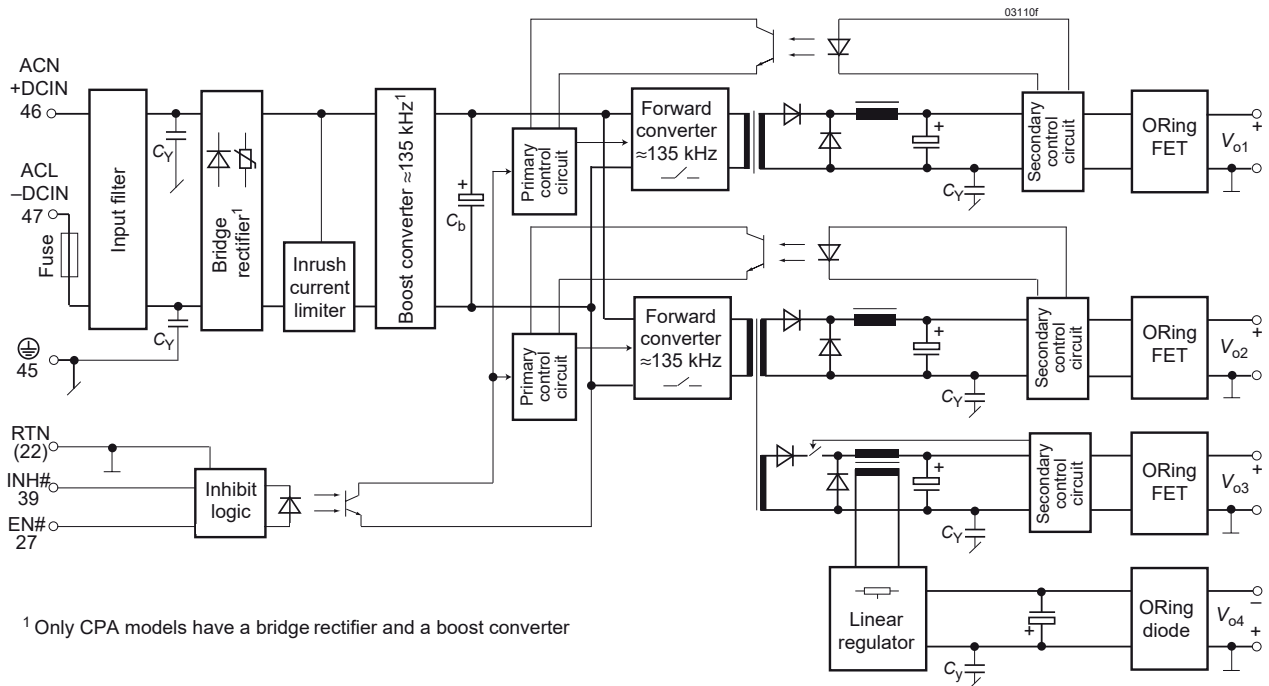 03110f
ACN
+DCIN
46
ACL
–DCIN
47
Fuse
Input filter
CY
CY
Bridge
rectifier1
Inrush
current
limiter
Boost converter ≈135 kHz1
+
Cb
Primary
control
circuit
Forward
converter
≈135 kHz
+
CY
Secondary
control
circuit
ORing
FET
+
Vo1
45
Primary
control
circuit
Forward
converter
≈135 kHz
+
CY
Secondary
control
circuit
ORing
FET
+
Vo2
RTN
(22)
INH#
39
EN#
27
Inhibit
logic
+
CY
Secondary
control
circuit
ORing
FET
+
Vo3
Linear
regulator
+
Cy
ORing
diode
–
Vo4
+
1 Only CPA models have a bridge rectifier and a boost converter